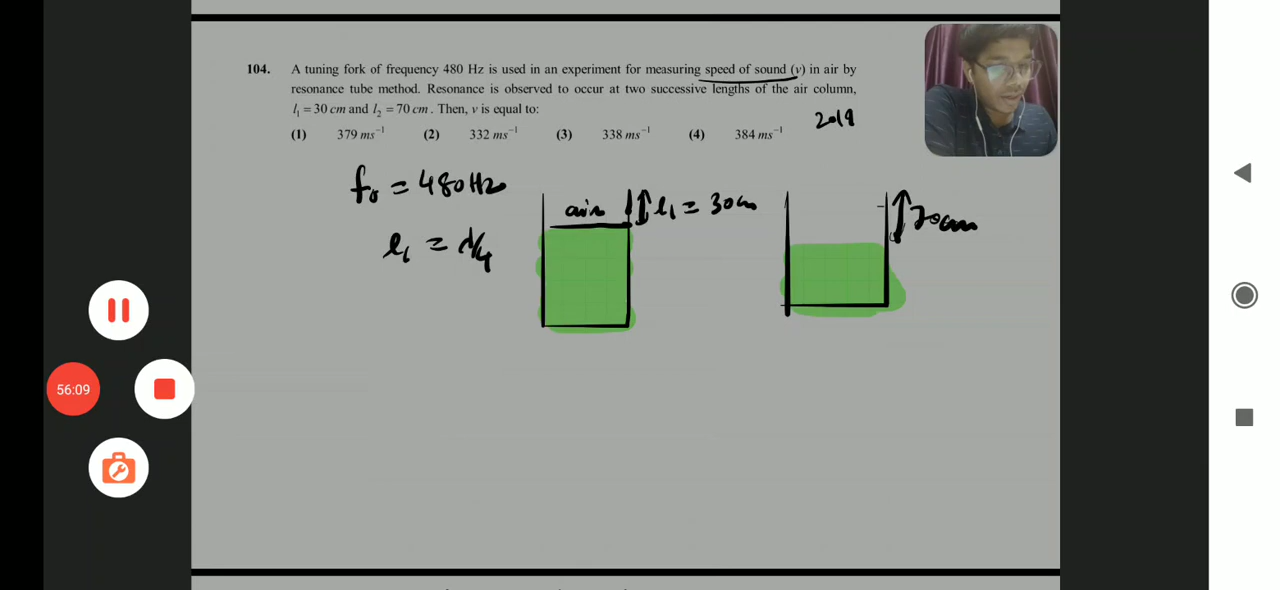 104. A tuning fork of frequency 480 Hz is used in an experiment for measuring speed of sound (v) in air by
resonance tube method. Resonance is observed to occur at two successive lengths of the air column,
l₁ = 30 cm and l₂ = 70 cm. Then, v is equal to:
(1) 379 ms⁻¹ (2) 332 ms⁻¹ (3) 338 ms⁻¹ (4) 384 ms⁻¹
2019
f₀ = 480Hz
air
l₁ = 30cm
70cm
l₁ = λ/4
56:09